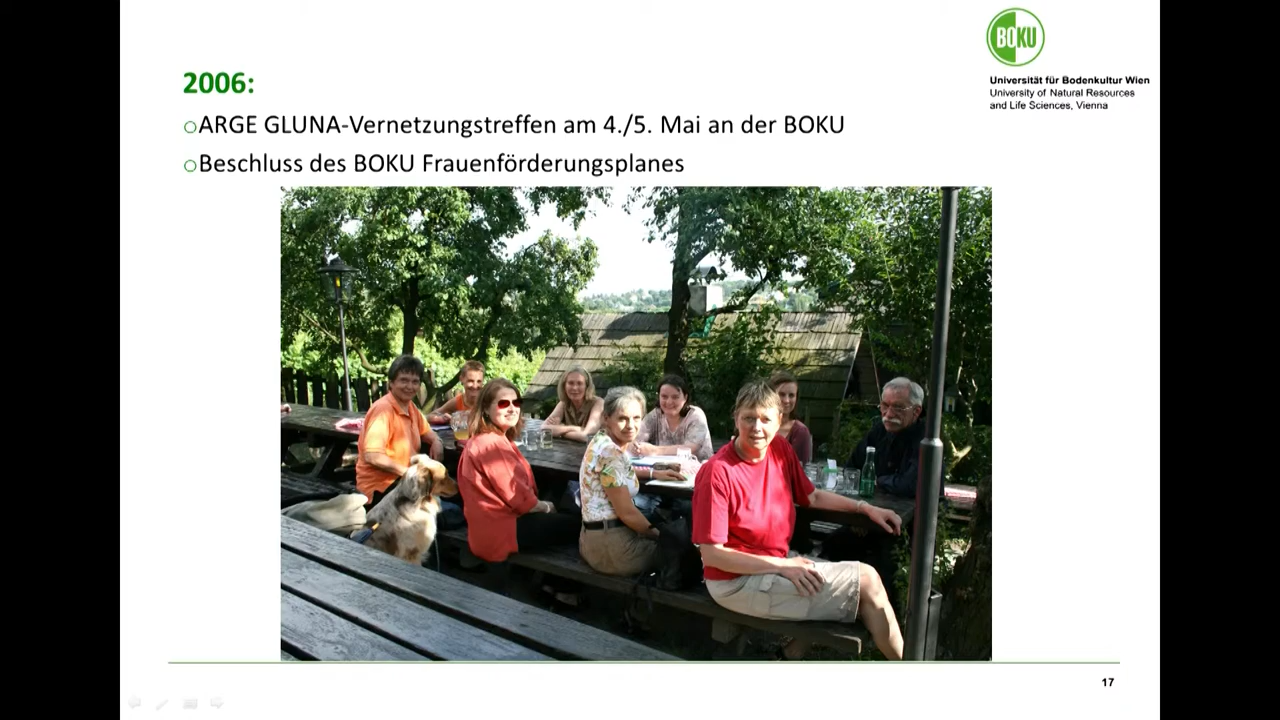 BOKU
Universität für Bodenkultur Wien
University of Natural Resources
and Life Sciences, Vienna
2006:
ARGE GLUNA-Vernetzungstreffen am 4./5. Mai an der BOKU
Beschluss des BOKU Frauenförderungsplanes
17